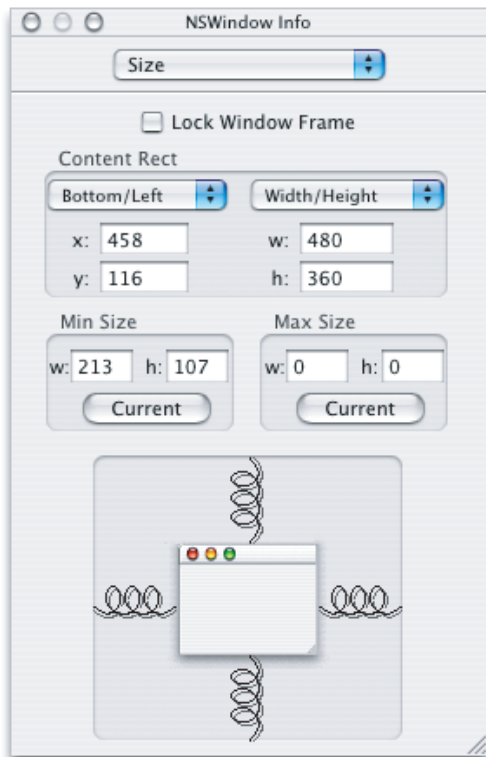 NSWindow Info
Size
Lock Window Frame
Content Rect
Bottom/Left Width/Height
x: 458 w: 480
y: 116 h: 360
Min Size Max Size
w: 213 h: 107 w: 0 h: 0
Current Current